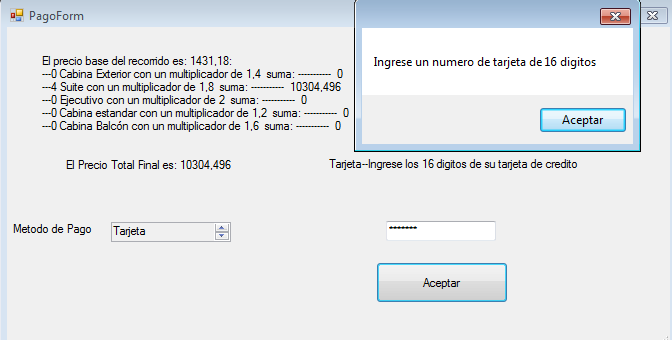 PagoForm
El precio base del recorrido es: 1431,18:
---0 Cabina Exterior con un multiplicador de 1,4 suma: ----------- 0
---4 Suite con un multiplicador de 1,8 suma: ----------- 10304,496
---0 Ejecutivo con un multiplicador de 2 suma: ----------- 0
---0 Cabina estandar con un multiplicador de 1,2 suma: ----------- 0
---0 Cabina Balcón con un multiplicador de 1,6 suma: ----------- 0
Ingrese un numero de tarjeta de 16 digitos
Aceptar
El Precio Total Final es: 10304,496
Tarjeta--Ingrese los 16 digitos de su tarjeta de credito
Metodo de Pago
Tarjeta
*******
Aceptar